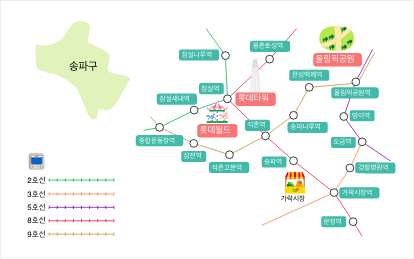 올림픽공원
몽촌토성역
잠실나루역
송파구
한성백제역
잠실역
올림픽공원역
잠실새내역
롯데타워
방이역
롯데월드
석촌역
송파나루역
종합운동장역
오금역
삼전역
석촌고분역
송파역
경찰병원역
2호선
가락시장역
3호선
가락시장
5호선
8호선
문정역
9호선